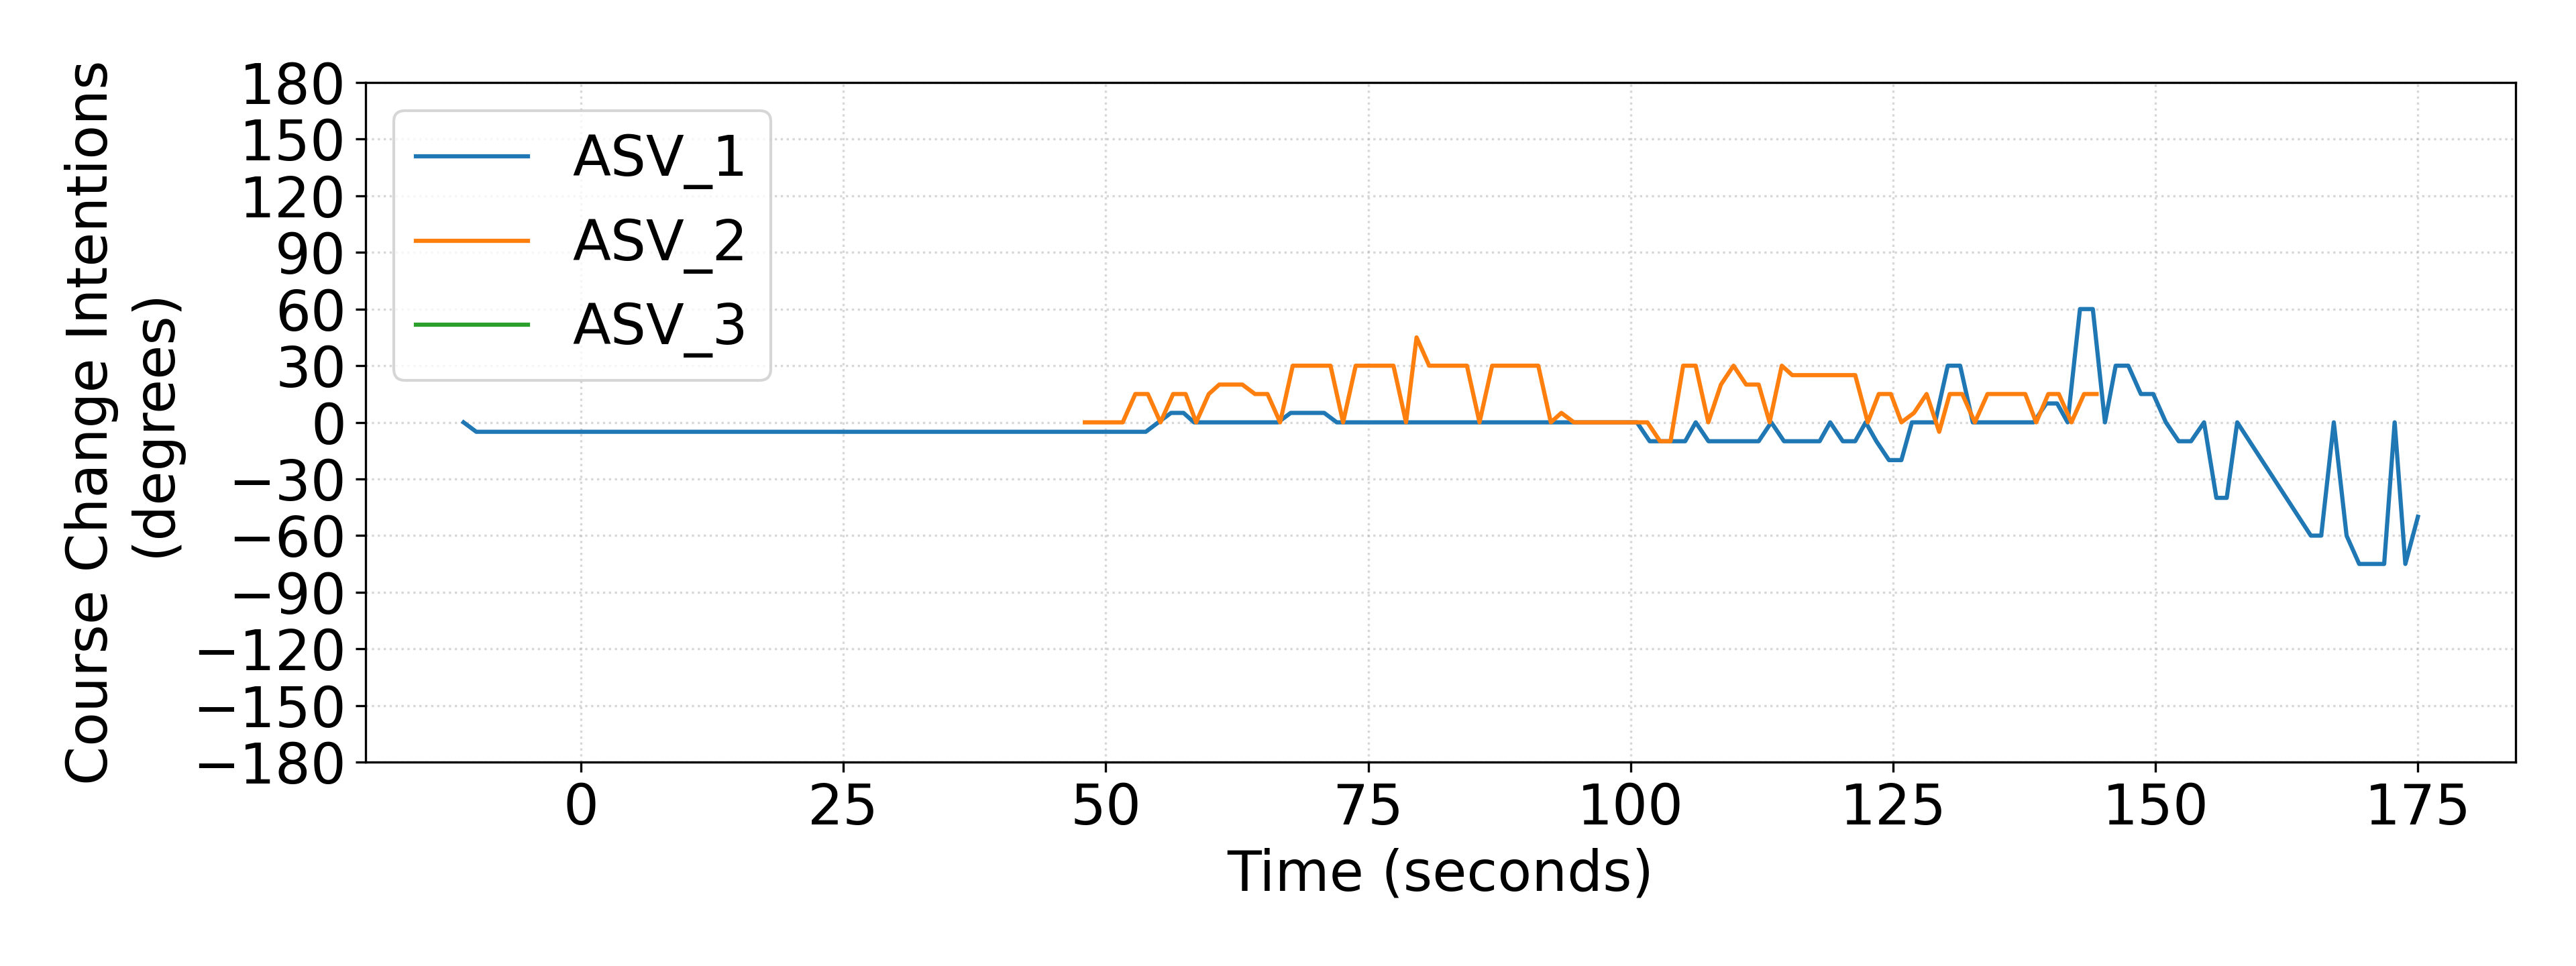 Course Change Intentions
(degrees)
180
150
120
90
60
30
0
−30
−60
−90
−120
−150
−180
ASV_1
ASV_2
ASV_3
0 25 50 75 100 125 150 175
Time (seconds)